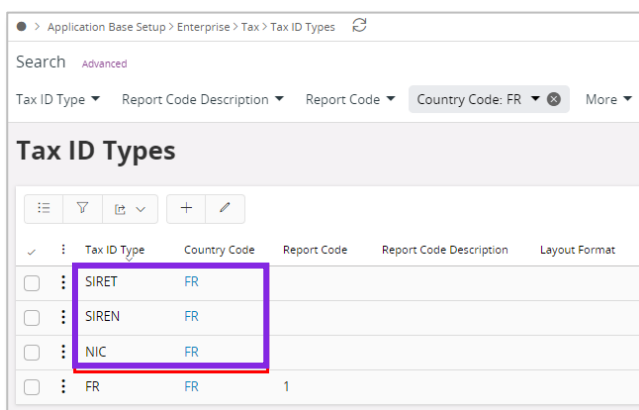 > Application Base Setup > Enterprise > Tax > Tax ID Types
Search Advanced
Tax ID Type Report Code Description Report Code Country Code: FR More
Tax ID Types
Tax ID Type Country Code Report Code Report Code Description Layout Format
SIRET FR
SIREN FR
NIC FR
FR FR 1